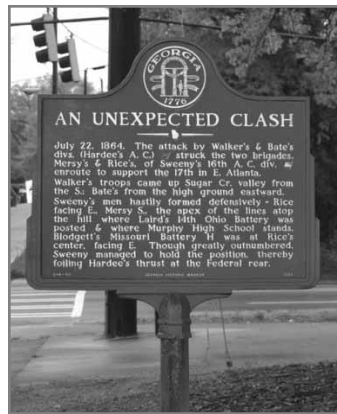 GEORGIA
1776
AN UNEXPECTED CLASH
July 22, 1864. The attack by Walker's & Bate's
divs. (Hardee's A. C.) struck the two brigades,
Mersy's & Rice's, of Sweeny's 16th A. C. div.
enroute to support the 17th in E. Atlanta.
Walker's troops came up Sugar Cr. valley from
the S.; Bate's from the high ground eastward.
Sweeny's men hastily formed defensively - Rice
facing E., Mersy S., the apex of the lines atop
the hill where Laird's 14th Ohio Battery was
posted & where Murphy High School stands.
Blodgett's Missouri Battery H was at Rice's
center, facing E. Though greatly outnumbered,
Sweeny managed to hold the position, thereby
foiling Hardee's thrust at the Federal rear.
GEORGIA HISTORIC MARKER